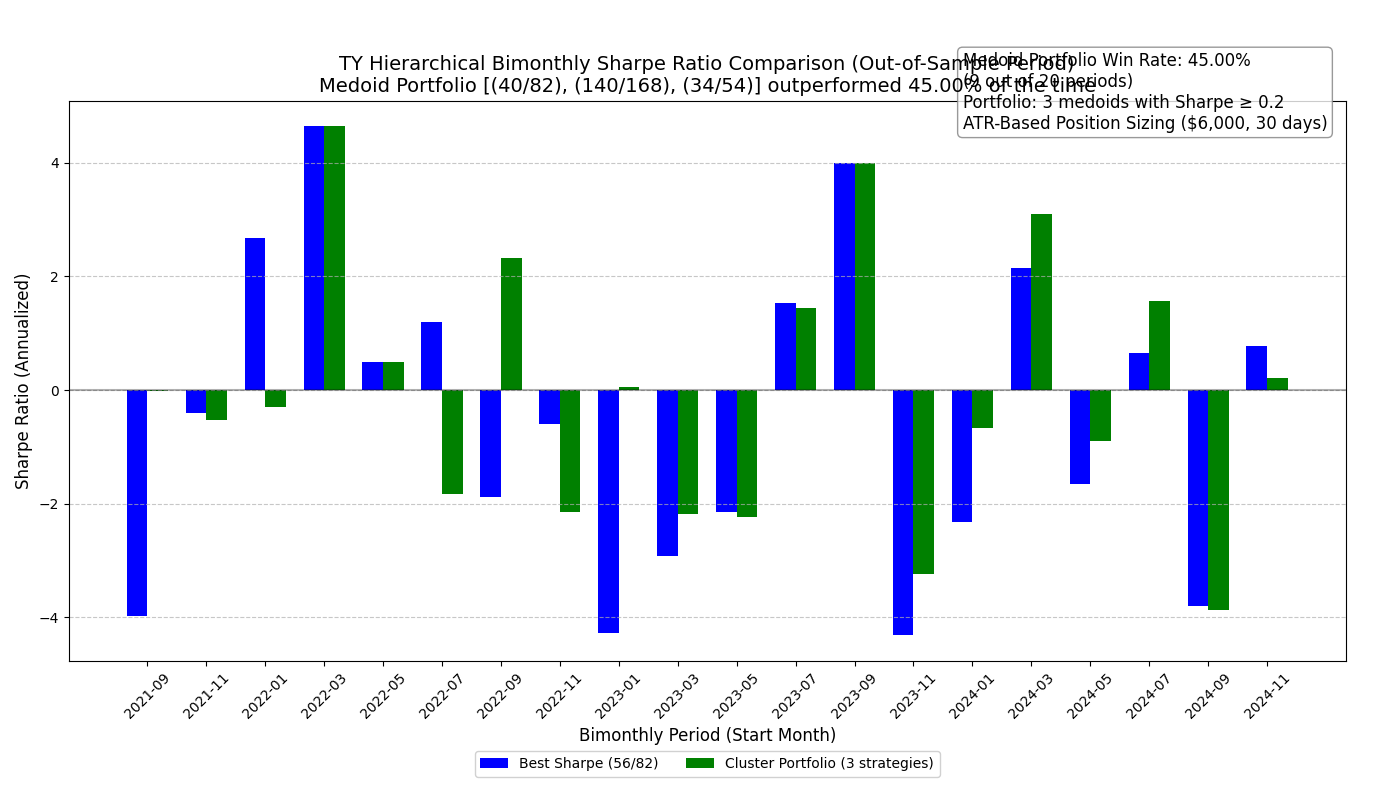 TY Hierarchical Bimonthly Sharpe Ratio Comparison (Out-of-Sample Period)
Medoid Portfolio [(40/82), (140/168), (34/54)] outperformed 45.00% of the time
Medoid Portfolio Win Rate: 45.00%
(9 out of 20 periods)
Portfolio: 3 medoids with Sharpe ≥ 0.2
ATR-Based Position Sizing ($6,000, 30 days)
Sharpe Ratio (Annualized)
4
2
0
−2
−4
2021-09
2021-11
2022-01
2022-03
2022-05
2022-07
2022-09
2022-11
2023-01
2023-03
2023-05
2023-07
2023-09
2023-11
2024-01
2024-03
2024-05
2024-07
2024-09
2024-11
Bimonthly Period (Start Month)
Best Sharpe (56/82)
Cluster Portfolio (3 strategies)